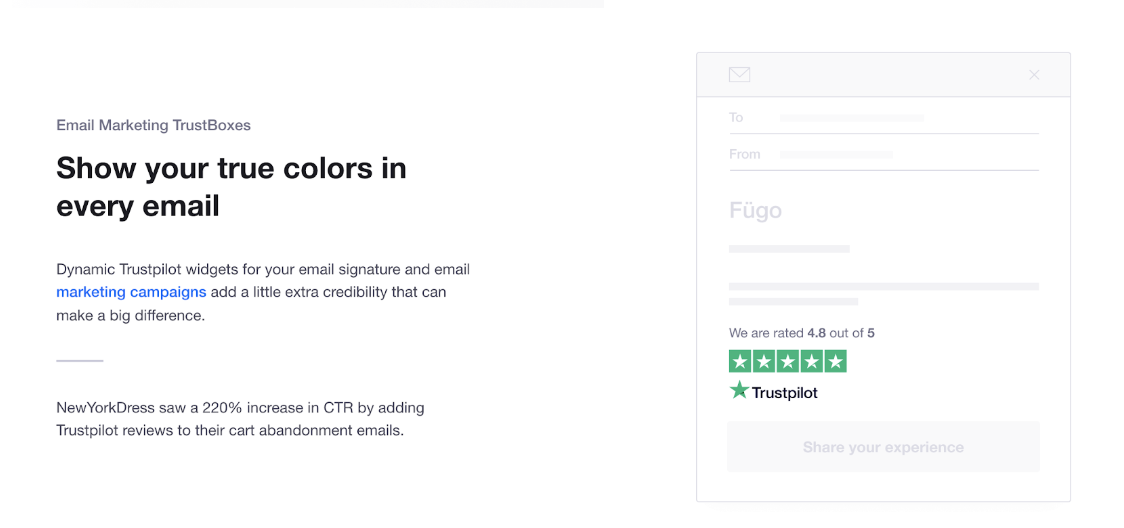 Email Marketing TrustBoxes
Show your true colors in
every email
Dynamic Trustpilot widgets for your email signature and email
marketing campaigns add a little extra credibility that can
make a big difference.
NewYorkDress saw a 220% increase in CTR by adding
Trustpilot reviews to their cart abandonment emails.
To
From
Fügo
We are rated 4.8 out of 5
Trustpilot
Share your experience